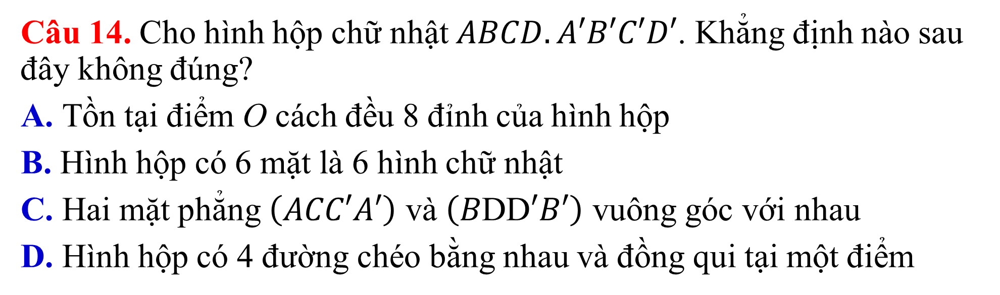 Câu 14. Cho hình hộp chữ nhật ABCD.A′B′C′D′. Khẳng định nào sau
đây không đúng?
A. Tồn tại điểm O cách đều 8 đỉnh của hình hộp
B. Hình hộp có 6 mặt là 6 hình chữ nhật
C. Hai mặt phẳng (ACC′A′) và (BDD′B′) vuông góc với nhau
D. Hình hộp có 4 đường chéo bằng nhau và đồng qui tại một điểm